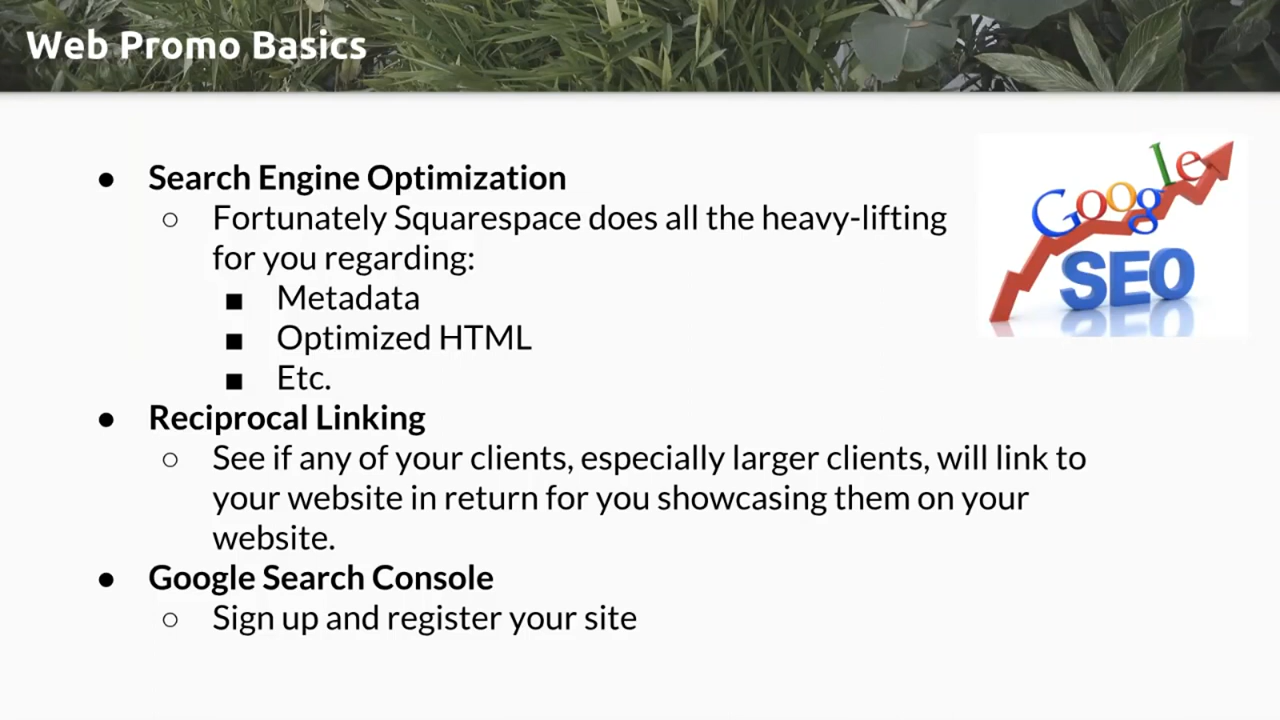 Web Promo Basics
● Search Engine Optimization
○ Fortunately Squarespace does all the heavy-lifting
for you regarding:
■ Metadata
■ Optimized HTML
■ Etc.
Google
SEO
● Reciprocal Linking
○ See if any of your clients, especially larger clients, will link to
your website in return for you showcasing them on your
website.
● Google Search Console
○ Sign up and register your site